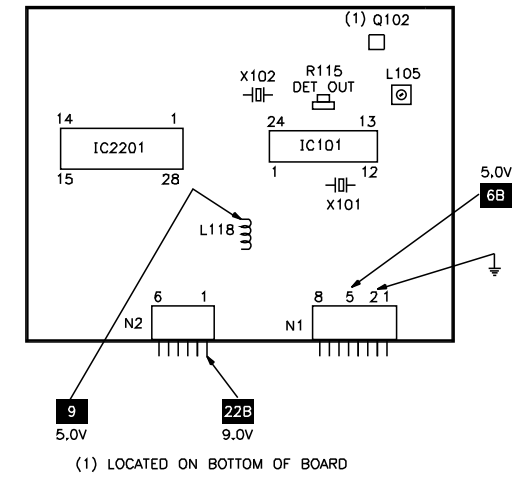 (1) Q102
X102
R115
DET OUT
L105
14 1
IC2201
15 28
24 13
IC101
1 12
X101
5,0V
6B
L118
6 1
N2
8 5 2 1
N1
9
5.0V
22B
9.0V
(1) LOCATED ON BOTTOM OF BOARD